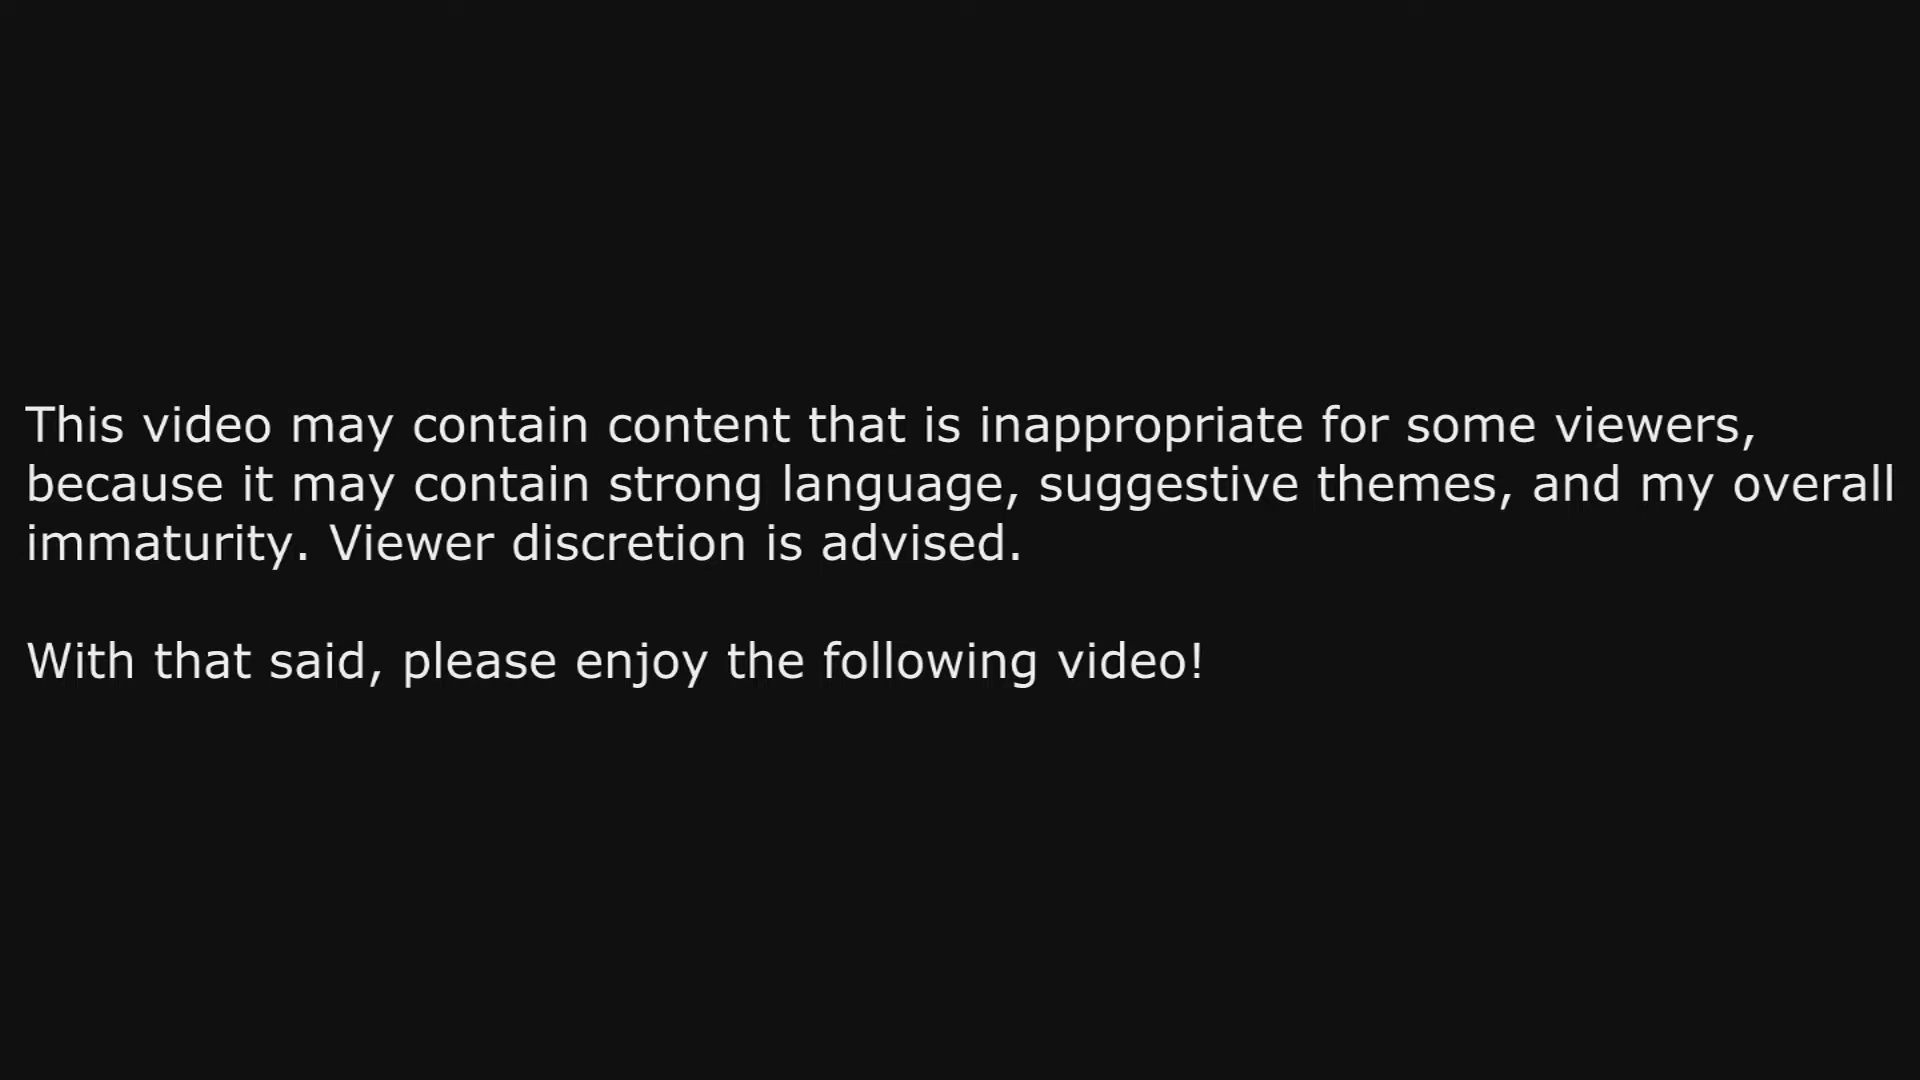 This video may contain content that is inappropriate for some viewers,
because it may contain strong language, suggestive themes, and my overall
immaturity. Viewer discretion is advised.
With that said, please enjoy the following video!